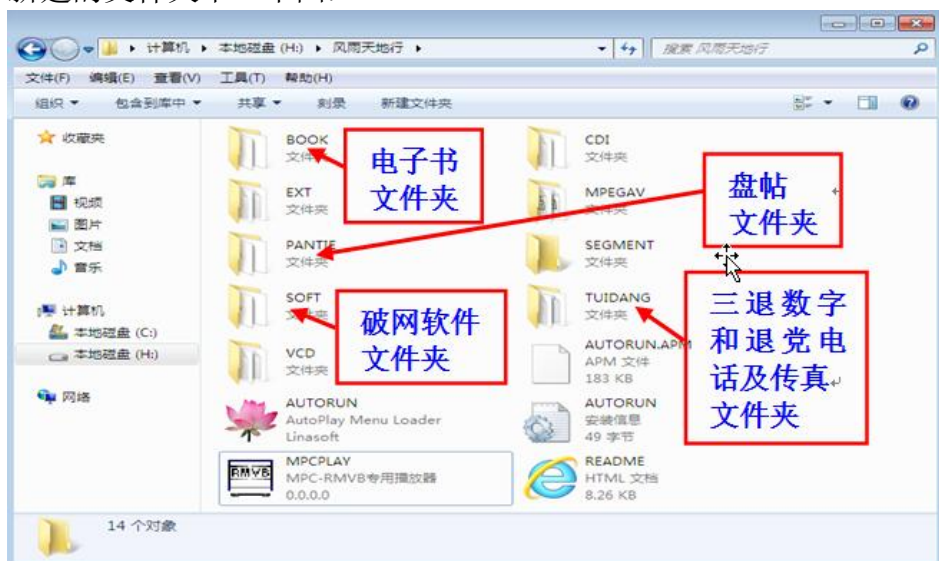 计算机 ▸ 本地磁盘 (H:) ▸ 风雨天地行 ▸
搜索 风雨天地行
文件(F) 编辑(E) 查看(V) 工具(T) 帮助(H)
组织 包含到库中 共享 刻录 新建文件夹
收藏夹
库
视频
图片
文档
音乐
计算机
本地磁盘 (C:)
本地磁盘 (H:)
网络
BOOK
文件夹
CDI
文件夹
EXT
文件夹
MPEGAV
文件夹
PANTIE
文件夹
SEGMENT
文件夹
SOFT
文件夹
TUIDANG
文件夹
VCD
文件夹
AUTORUN.APM
APM 文件
183 KB
AUTORUN
AutoPlay Menu Loader
Linasoft
AUTORUN
安装信息
49 字节
RMVB
MPCPLAY
MPC-RMVB专用播放器
0.0.0.0
README
HTML 文档
8.26 KB
电子书
文件夹
盘帖
文件夹
破网软件
文件夹
三退数字
和退党电
话及传真
文件夹
14 个对象